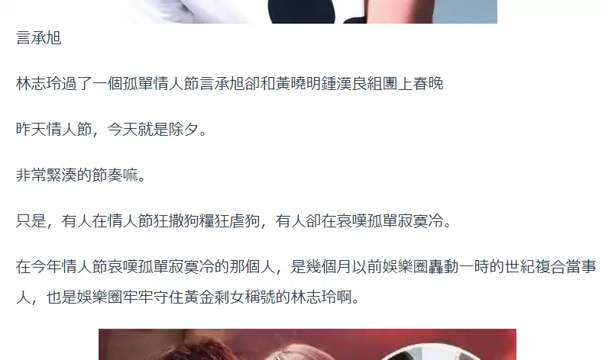 言承旭
林志玲過了一個孤單情人節言承旭卻和黃曉明鍾漢良組團上春晚
昨天情人節，今天就是除夕。
非常緊湊的節奏嘛。
只是，有人在情人節狂撒狗糧狂虐狗，有人卻在哀嘆孤單寂寞冷。
在今年情人節哀嘆孤單寂寞冷的那個人，是幾個月以前娛樂圈轟動一時的世紀複合當事
人，也是娛樂圈牢牢守住黃金剩女稱號的林志玲啊。